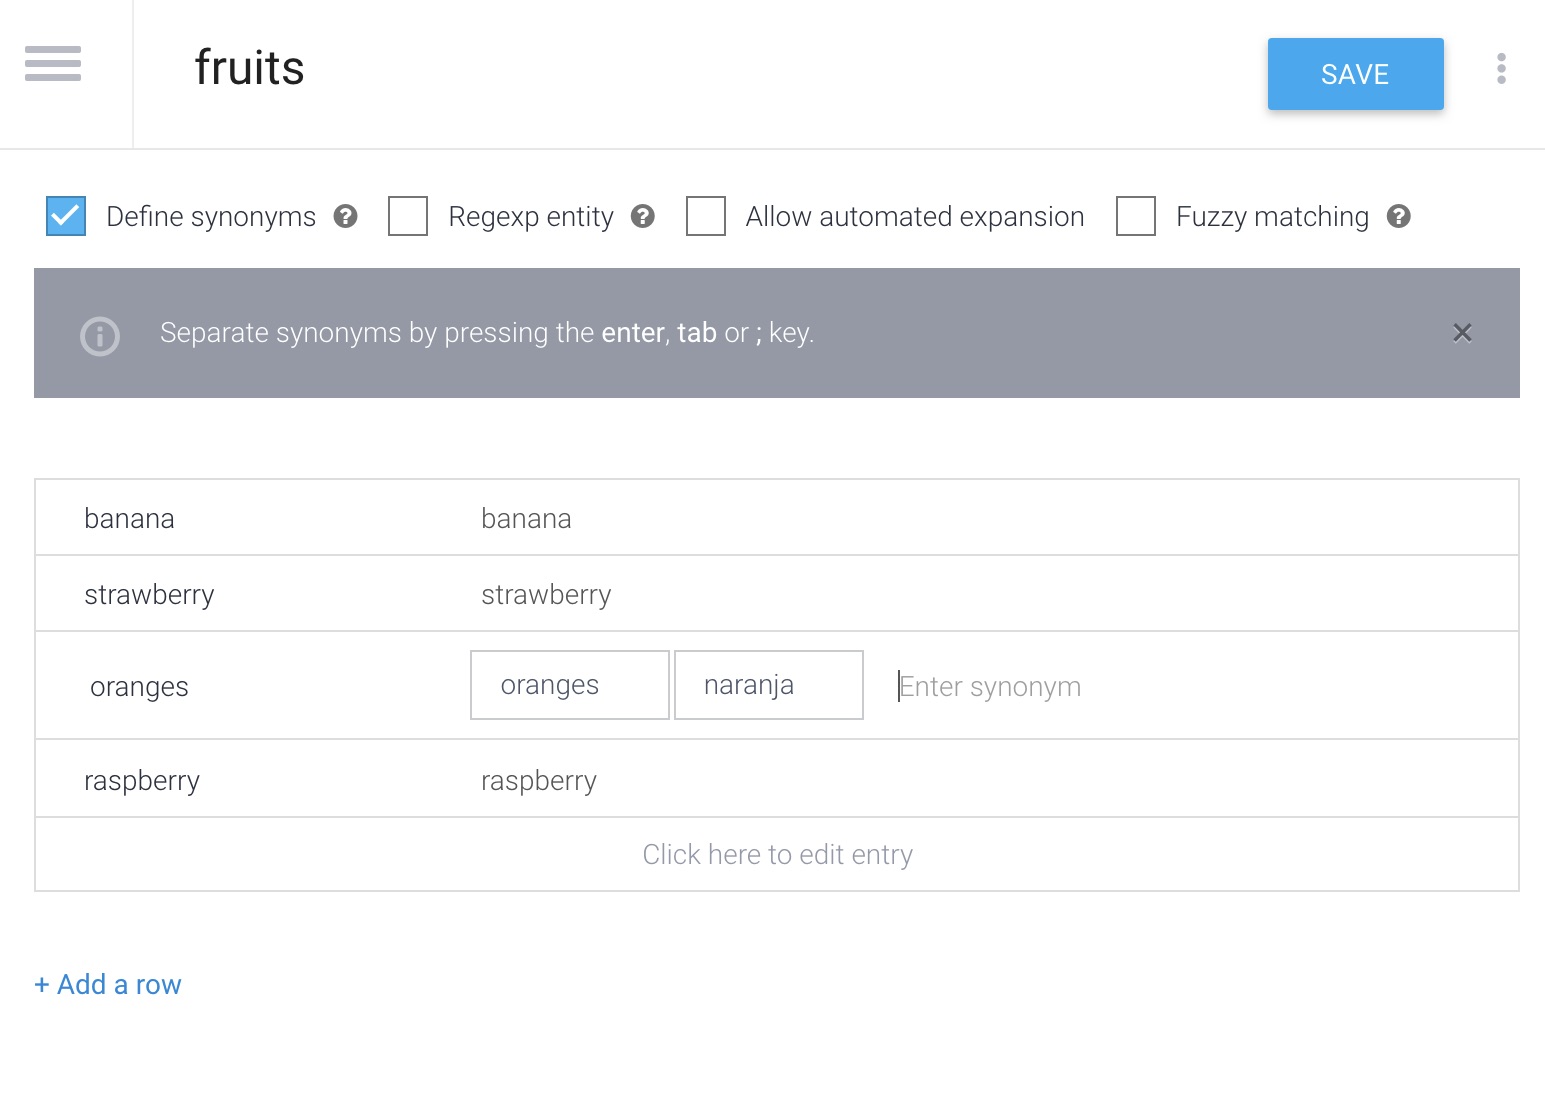 fruits
SAVE
Define synonyms ? Regexp entity ? Allow automated expansion Fuzzy matching ?
Separate synonyms by pressing the enter, tab or ; key.
banana banana
strawberry strawberry
oranges oranges naranja Enter synonym
raspberry raspberry
Click here to edit entry
+ Add a row